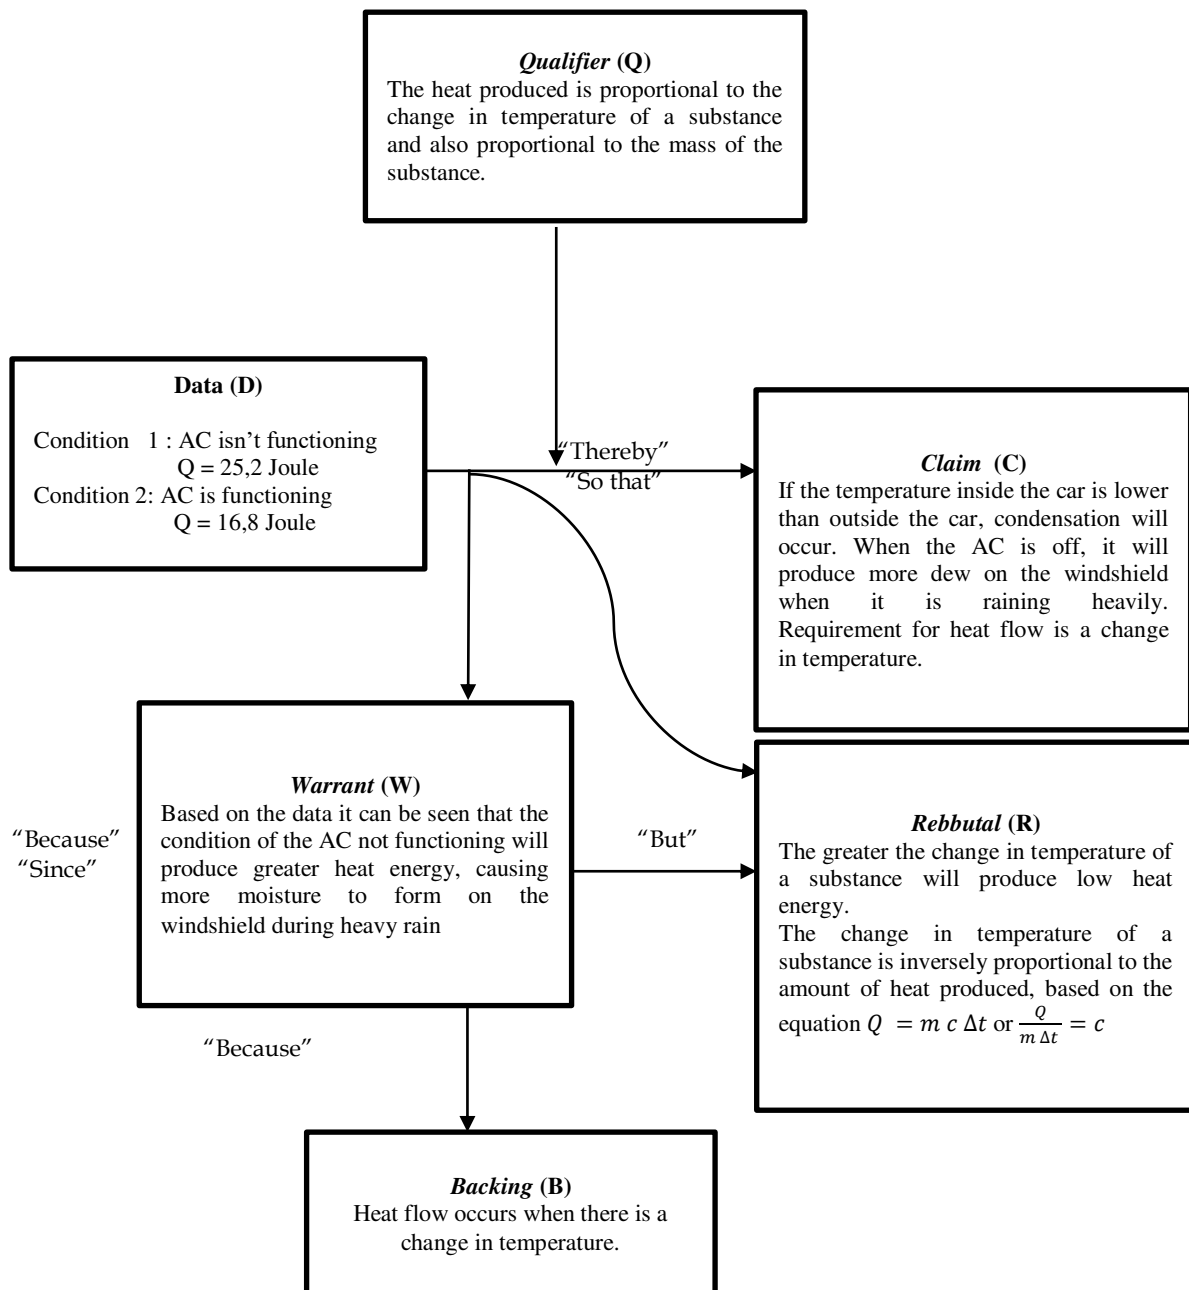 Qualifier (Q)
The heat produced is proportional to the
change in temperature of a substance
and also proportional to the mass of the
substance.
Data (D)
Condition 1 : AC isn’t functioning
Q = 25,2 Joule
Condition 2: AC is functioning
Q = 16,8 Joule
“Thereby”
“So that”
Claim (C)
If the temperature inside the car is lower
than outside the car, condensation will
occur. When the AC is off, it will
produce more dew on the windshield
when it is raining heavily.
Requirement for heat flow is a change
in temperature.
“Because”
“Since”
Warrant (W)
Based on the data it can be seen that the
condition of the AC not functioning will
produce greater heat energy, causing
more moisture to form on the
windshield during heavy rain
“But”
Rebbutal (R)
The greater the change in temperature of
a substance will produce low heat
energy.
The change in temperature of a
substance is inversely proportional to the
amount of heat produced, based on the
equation Q = m c Δt or Q / m Δt = c
“Because”
Backing (B)
Heat flow occurs when there is a
change in temperature.